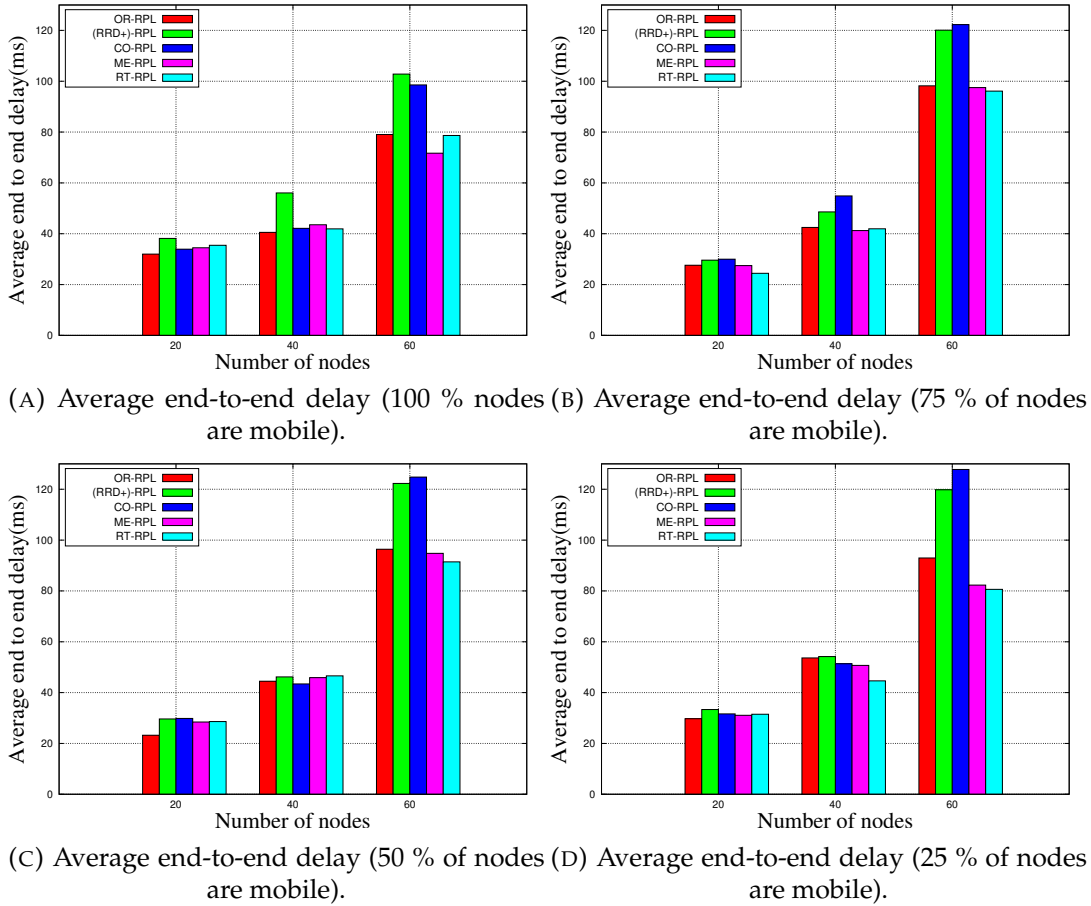 Average end to end delay(ms)
120
100
80
60
40
20
0
OR-RPL
(RRD+)-RPL
CO-RPL
ME-RPL
RT-RPL
20
40
60
Number of nodes
(A) Average end-to-end delay (100 % nodes
are mobile).
Average end to end delay(ms)
120
100
80
60
40
20
0
OR-RPL
(RRD+)-RPL
CO-RPL
ME-RPL
RT-RPL
20
40
60
Number of nodes
(B) Average end-to-end delay (75 % of nodes
are mobile).
Average end to end delay(ms)
120
100
80
60
40
20
0
OR-RPL
(RRD+)-RPL
CO-RPL
ME-RPL
RT-RPL
20
40
60
Number of nodes
(C) Average end-to-end delay (50 % of nodes
are mobile).
Average end to end delay(ms)
120
100
80
60
40
20
0
OR-RPL
(RRD+)-RPL
CO-RPL
ME-RPL
RT-RPL
20
40
60
Number of nodes
(D) Average end-to-end delay (25 % of nodes
are mobile).